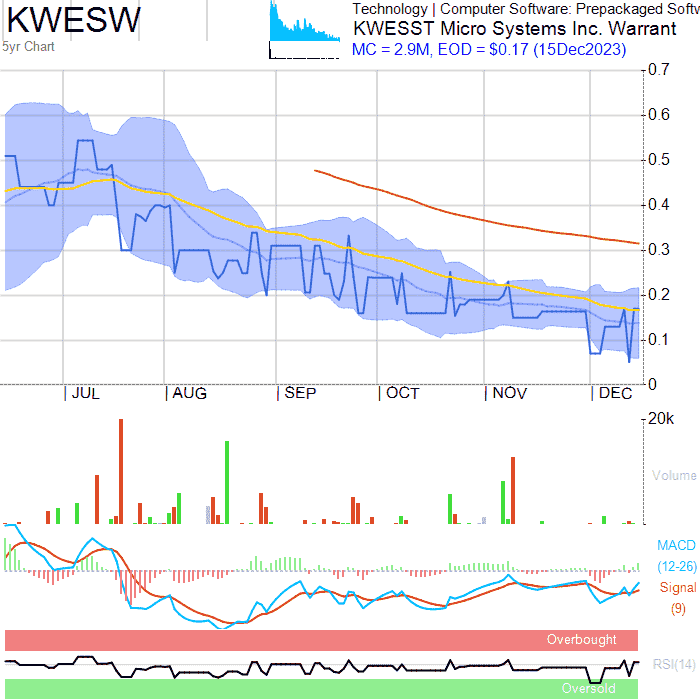 KWESW
5yr Chart
Technology | Computer Software: Prepackaged Softw
KWESST Micro Systems Inc. Warrant
MC = 2.9M, EOD = $0.17 (15Dec2023)
0.7
0.6
0.5
0.4
0.3
0.2
0.1
0
| JUL | AUG | SEP | OCT | NOV | DEC
20k
Volume
MACD
(12-26)
Signal
(9)
Overbought
RSI(14)
Oversold